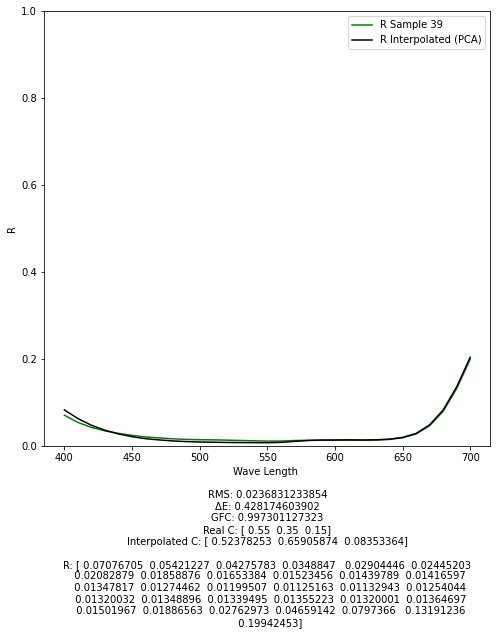 1.0
R Sample 39
R Interpolated (PCA)
0.8
0.6
R
0.4
0.2
0.0
400 450 500 550 600 650 700
Wave Length
RMS: 0.0236831233854
ΔE: 0.428174603902
GFC: 0.997301127323
Real C: [ 0.55 0.35 0.15]
Interpolated C: [ 0.52378253 0.65905874 0.08353364]
R: [ 0.07076705 0.05421227 0.04275783 0.0348847 0.02904446 0.02445203
0.02082879 0.01858876 0.01653384 0.01523456 0.01439789 0.01416597
0.01347817 0.01274462 0.01199507 0.01125163 0.01132943 0.01254044
0.01320032 0.01348896 0.01339495 0.01355223 0.01320001 0.01364697
0.01501967 0.01886563 0.02762973 0.04659142 0.0797366 0.13191236
0.19942453]